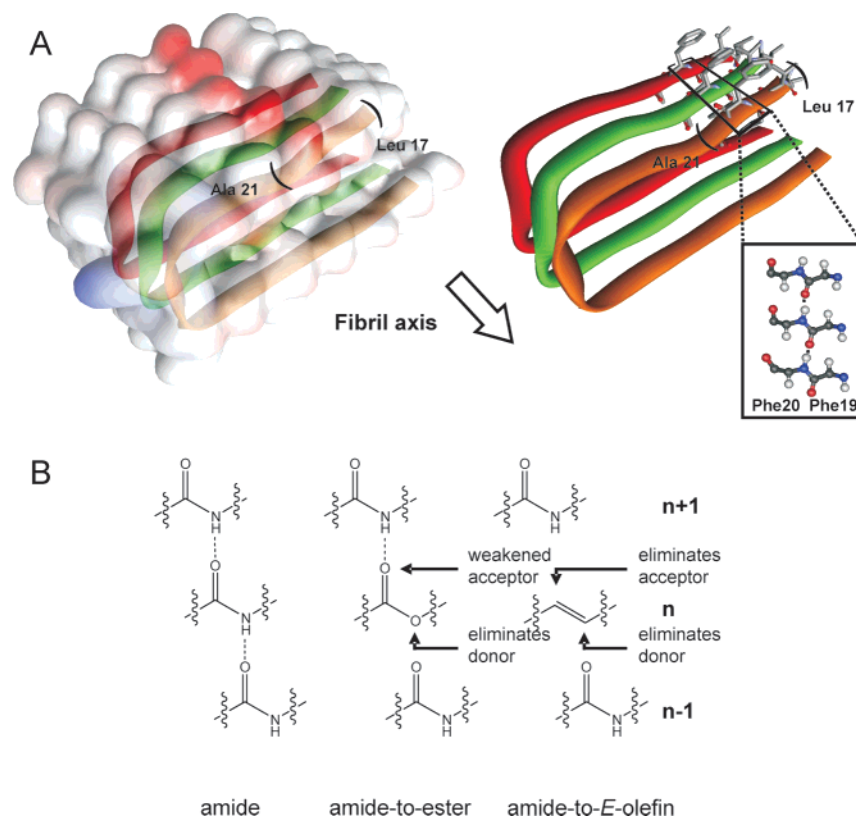 A
Leu 17
Ala 21
Leu 17
Ala 21
Fibril axis
Phe20 Phe19
B
O
N
H
O
N
H
O
N
H
n+1
O
N
H
O
O
weakened
acceptor
eliminates
acceptor
n
eliminates
donor
eliminates
donor
O
N
H
O
N
H
O
N
H
n-1
amide
amide-to-ester
amide-to-E-olefin